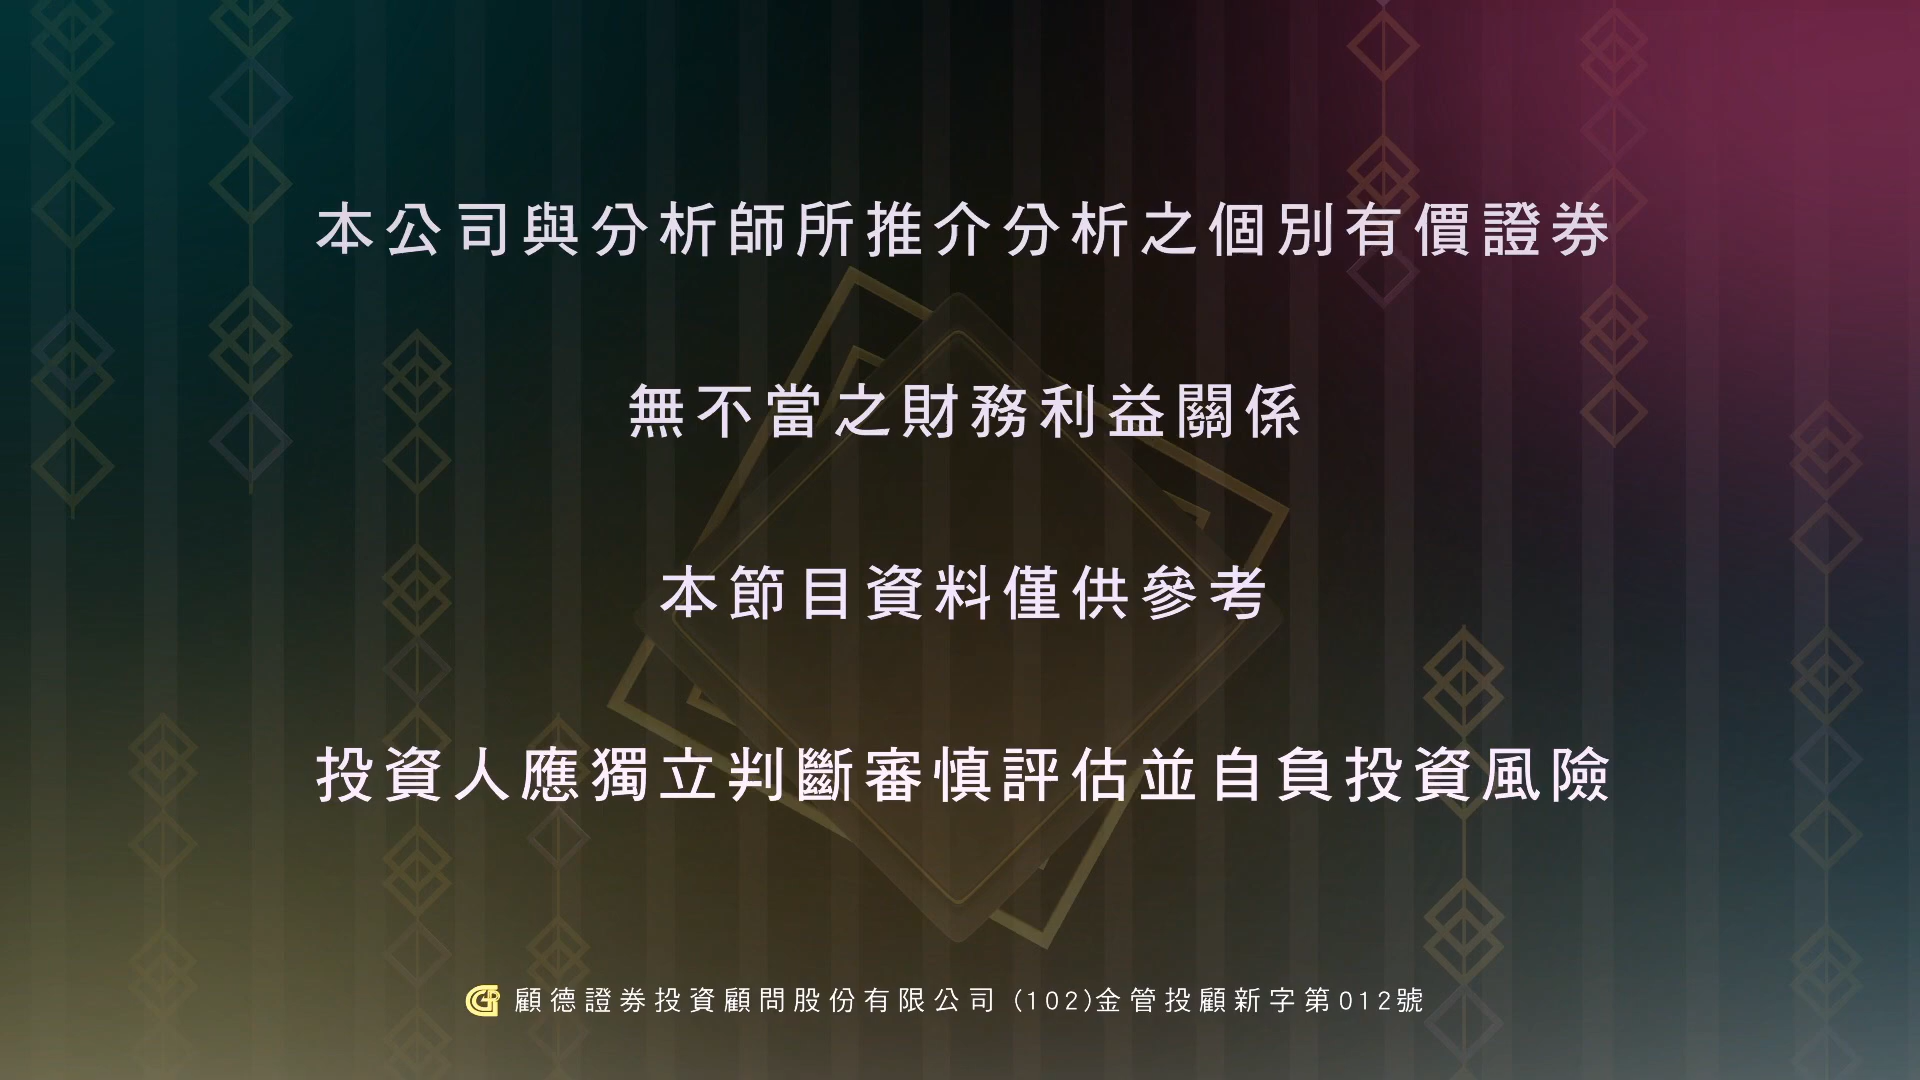 本公司與分析師所推介分析之個別有價證券
無不當之財務利益關係
本節目資料僅供參考
投資人應獨立判斷審慎評估並自負投資風險
顧德證券投資顧問股份有限公司 (102)金管投顧新字第012號